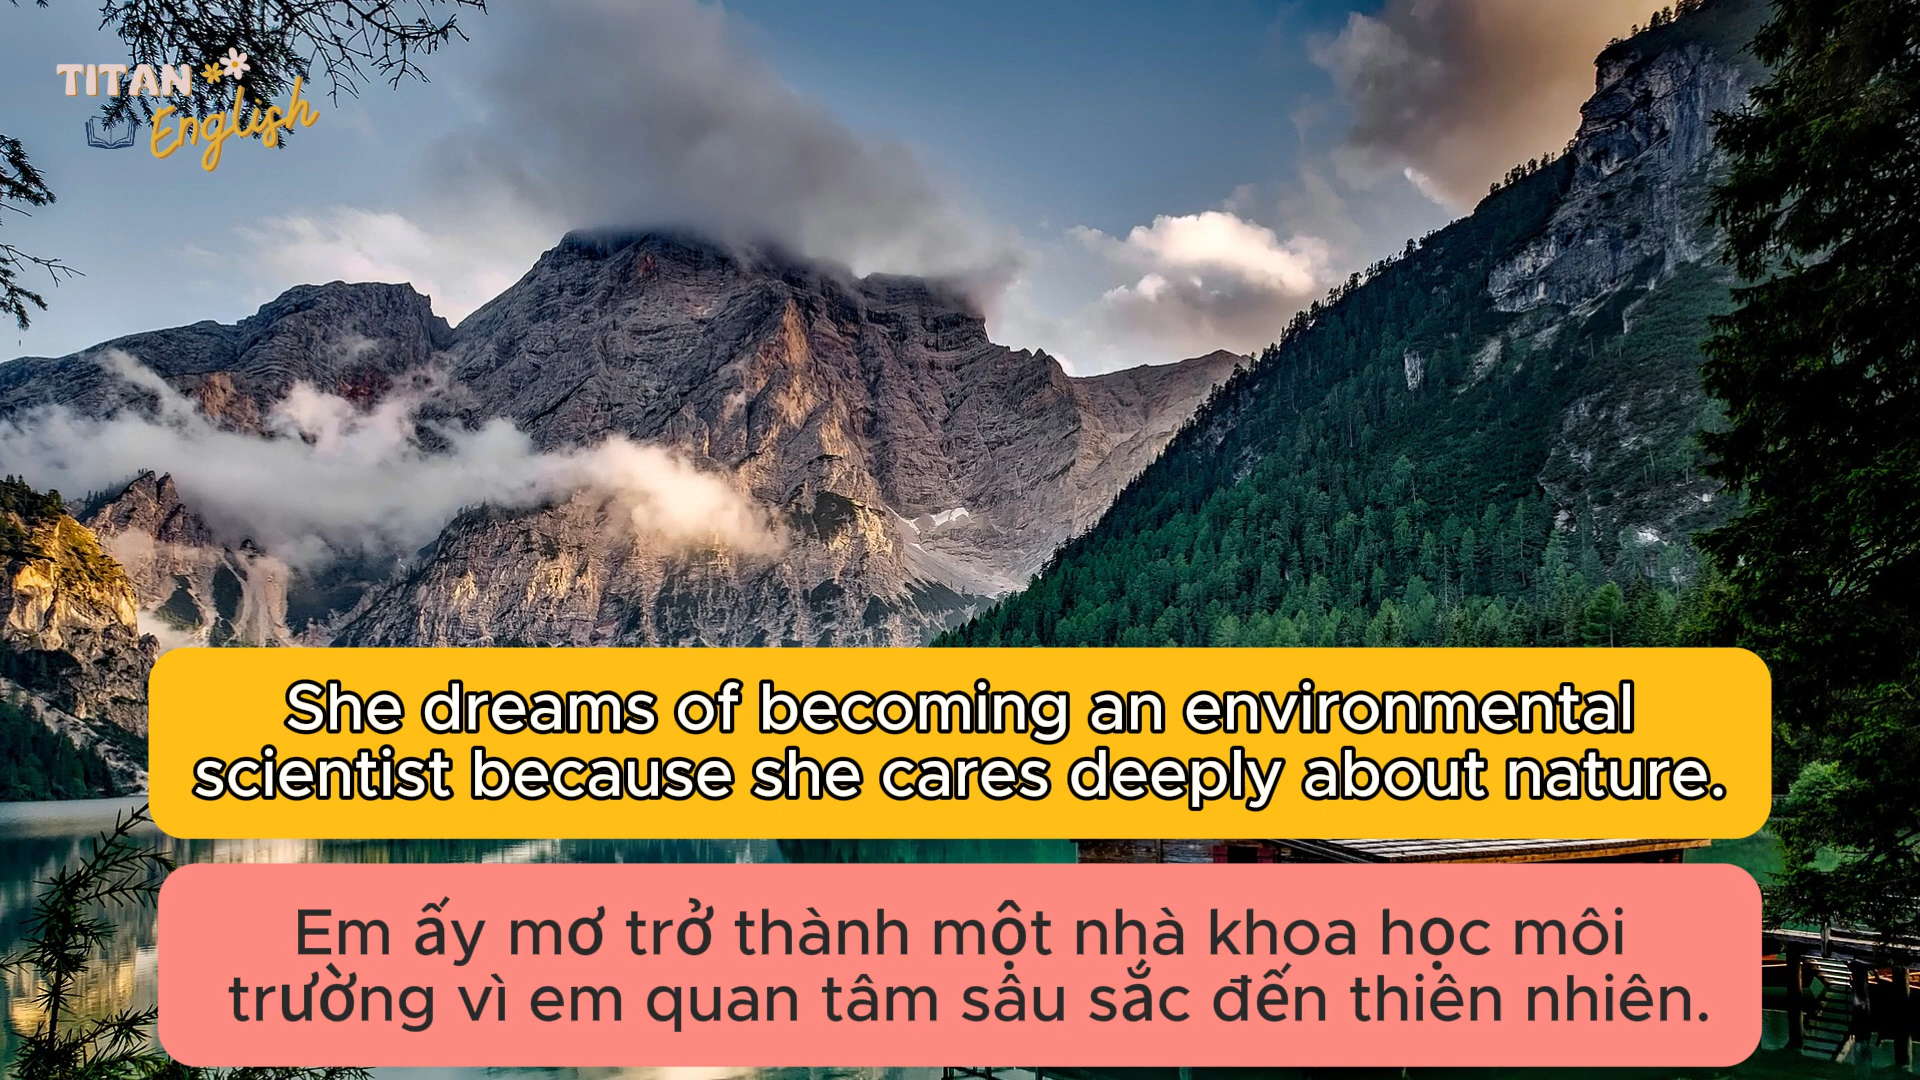 TITAN
English
She dreams of becoming an environmental
scientist because she cares deeply about nature.
Em ấy mơ trở thành một nhà khoa học môi
trường vì em quan tâm sâu sắc đến thiên nhiên.